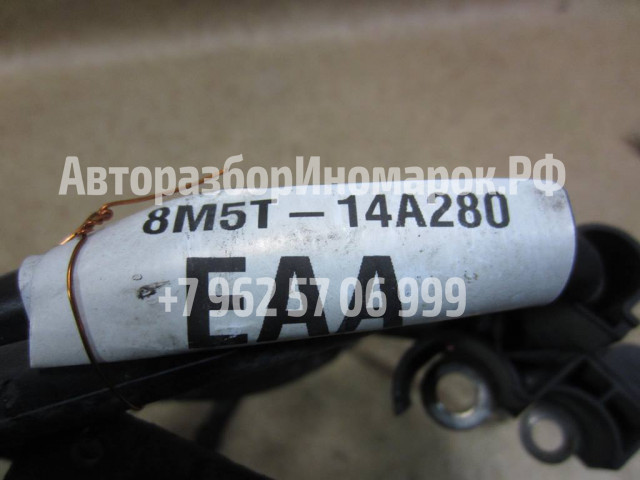 АвторазборИномарок.РФ
8M5T – 14A280
EAA
+7 962 57 06 999